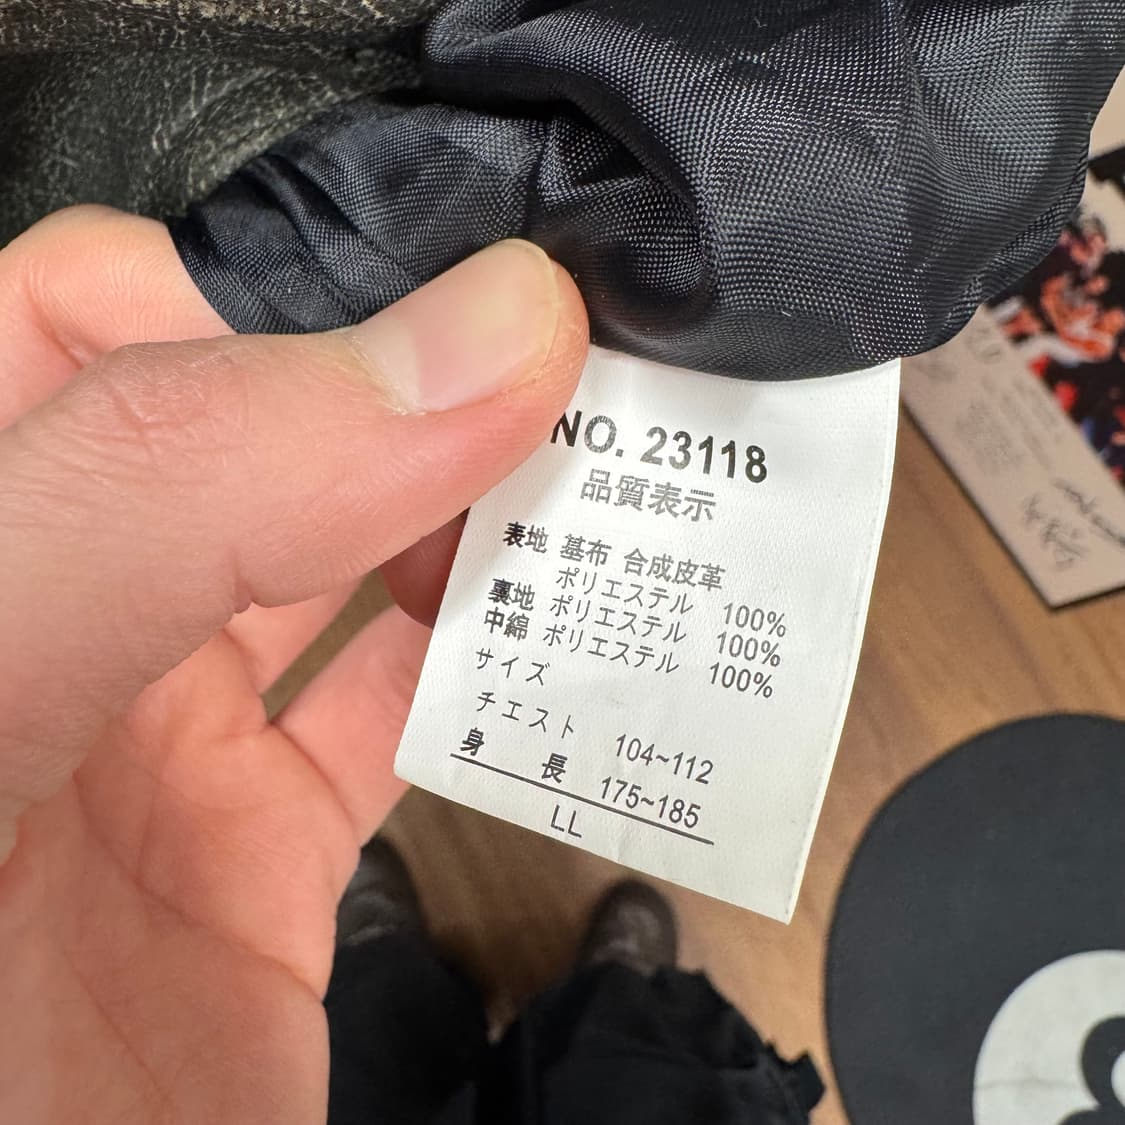 NO. 23118
品質表示
表地 基布 合成皮革
ポリエステル 100%
裏地 ポリエステル 100%
中綿 ポリエステル 100%
サイズ
チエスト 104~112
身 長 175~185
LL